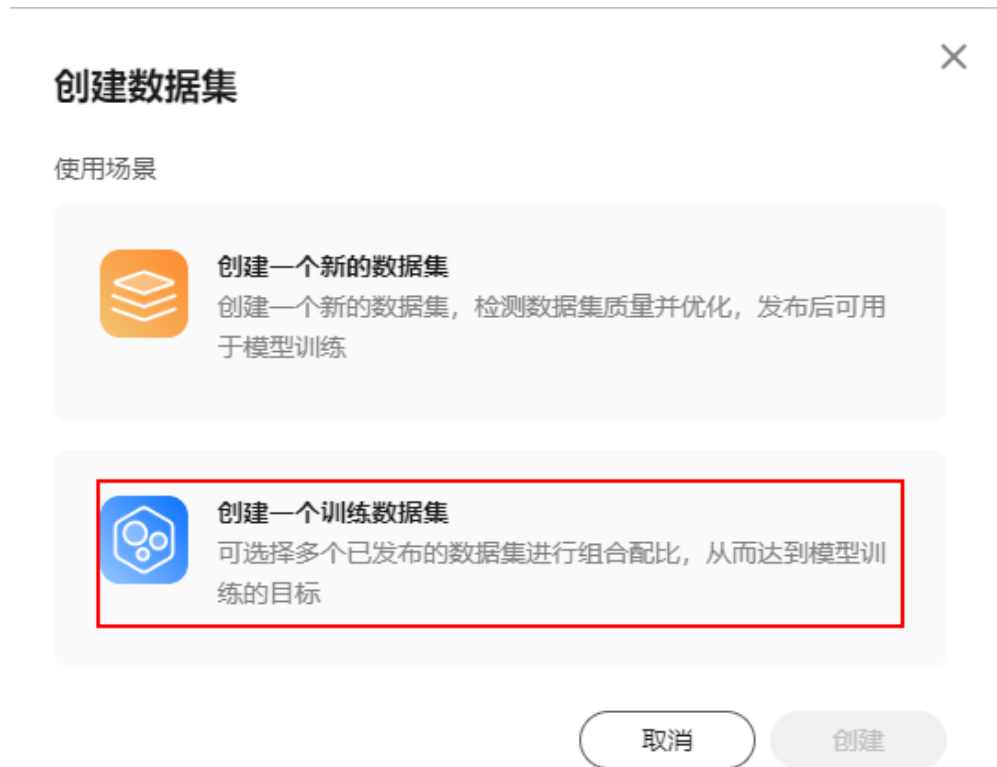 创建数据集
使用场景
创建一个新的数据集
创建一个新的数据集，检测数据集质量并优化，发布后可用
于模型训练
创建一个训练数据集
可选择多个已发布的数据集进行组合配比，从而达到模型训
练的目标
取消
创建